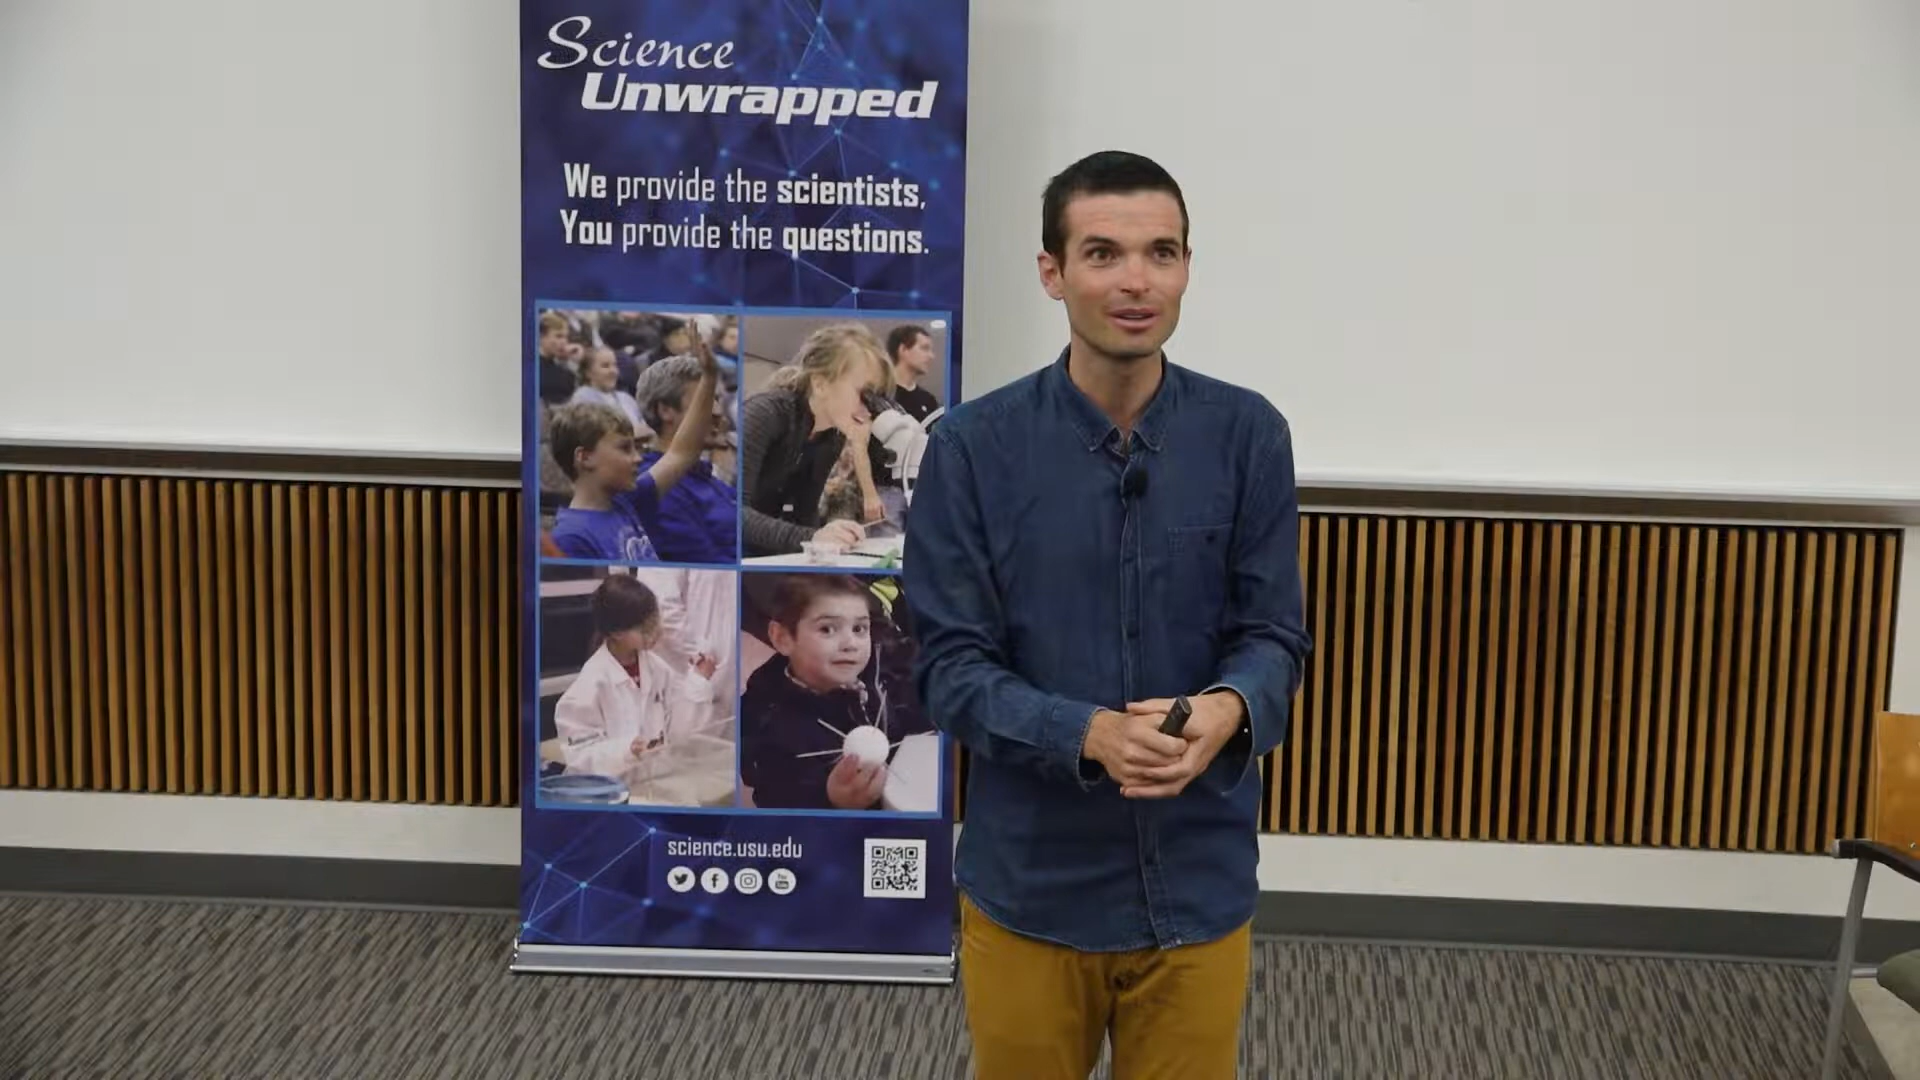 Science
Unwrapped
We provide the scientists,
You provide the questions.
science.usu.edu